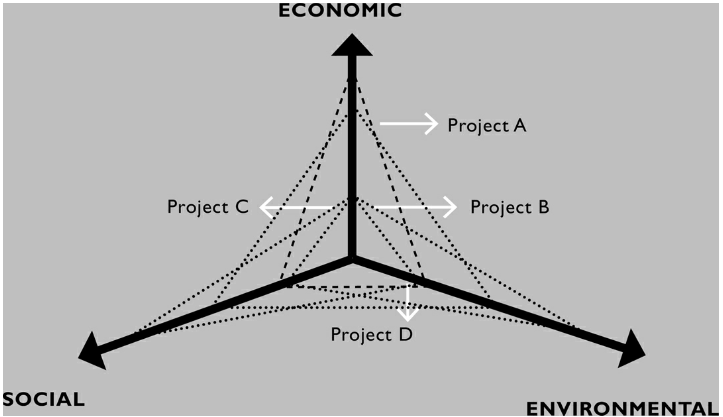 ECONOMIC
Project A
Project C
Project B
Project D
SOCIAL
ENVIRONMENTAL